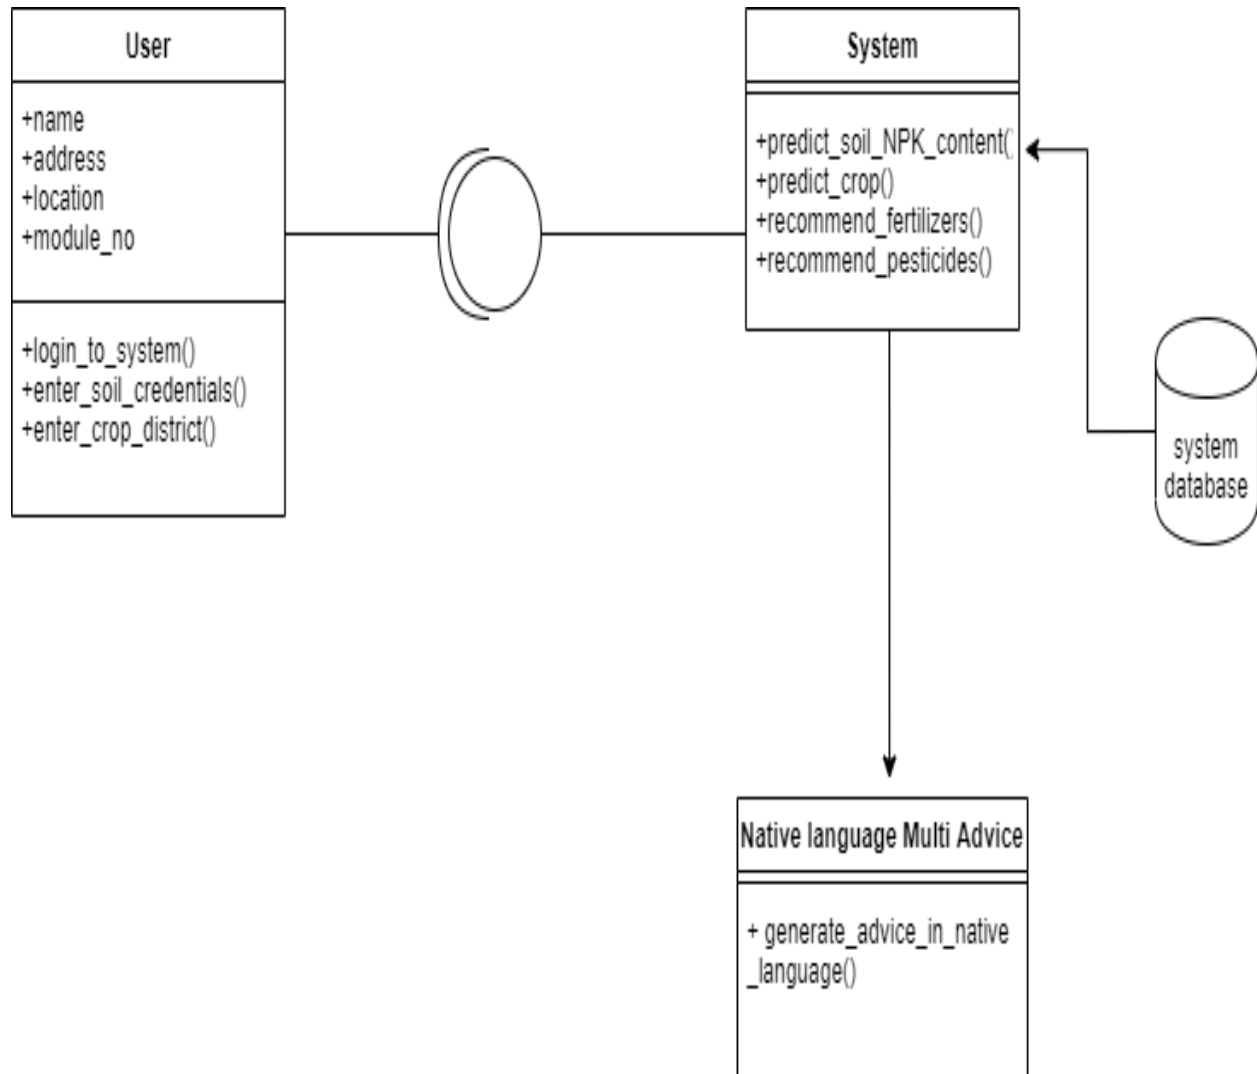 User
+name
+address
+location
+module_no
+login_to_system()
+enter_soil_credentials()
+enter_crop_district()
System
+predict_soil_NPK_content()
+predict_crop()
+recommend_fertilizers()
+recommend_pesticides()
system
database
Native language Multi Advice
+ generate_advice_in_native
_language()